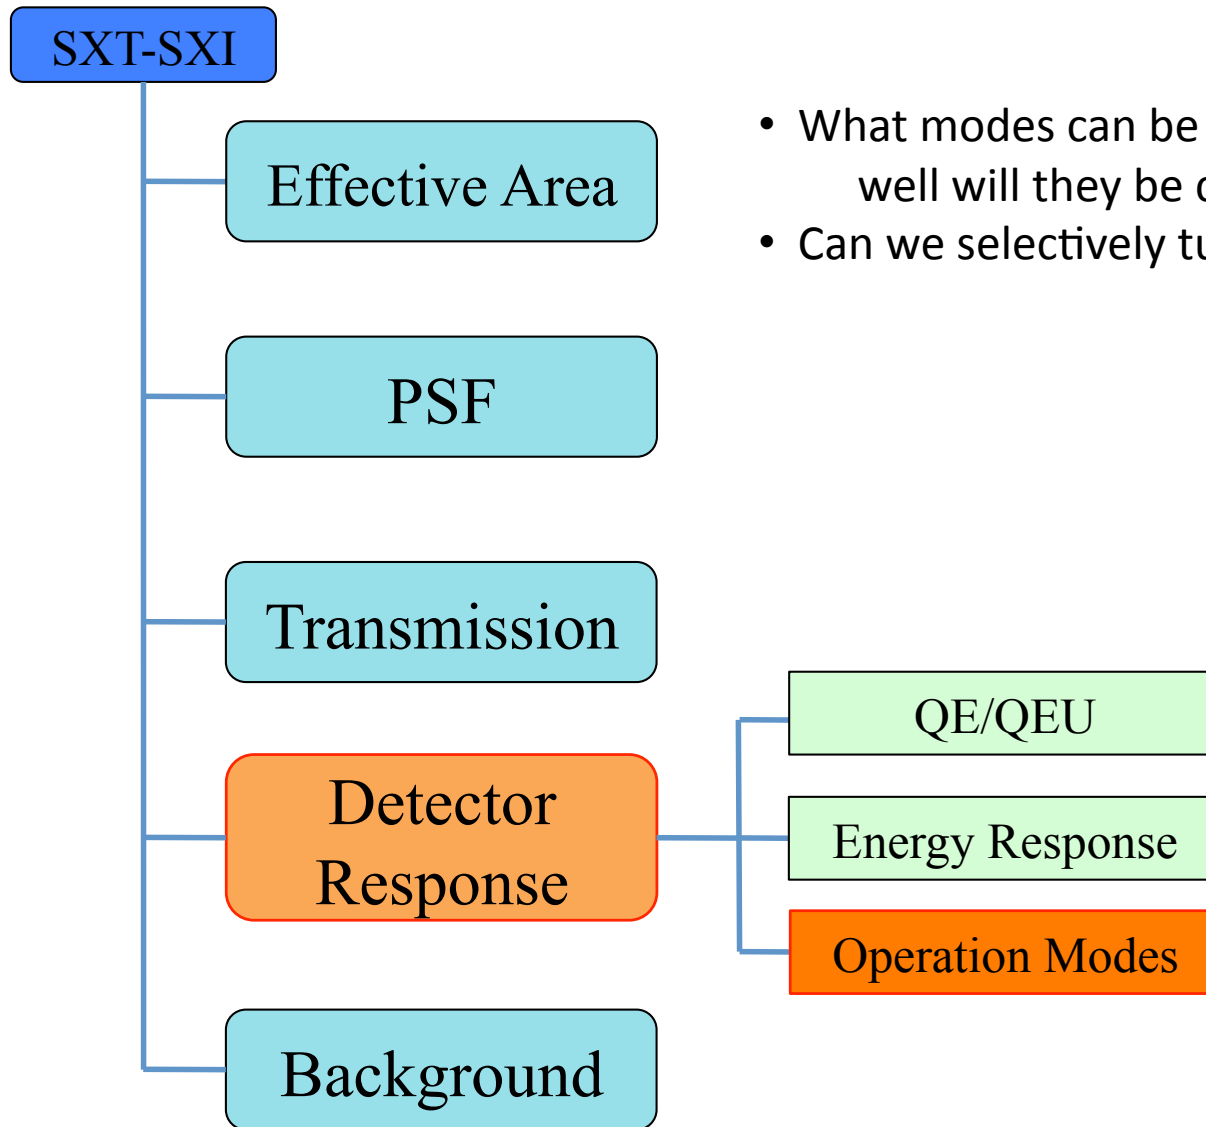 SXT-SXI
Effective Area
• What modes can be
well will they be
• Can we selectively
PSF
Transmission
Detector
Response
QE/QEU
Energy Response
Operation Modes
Background